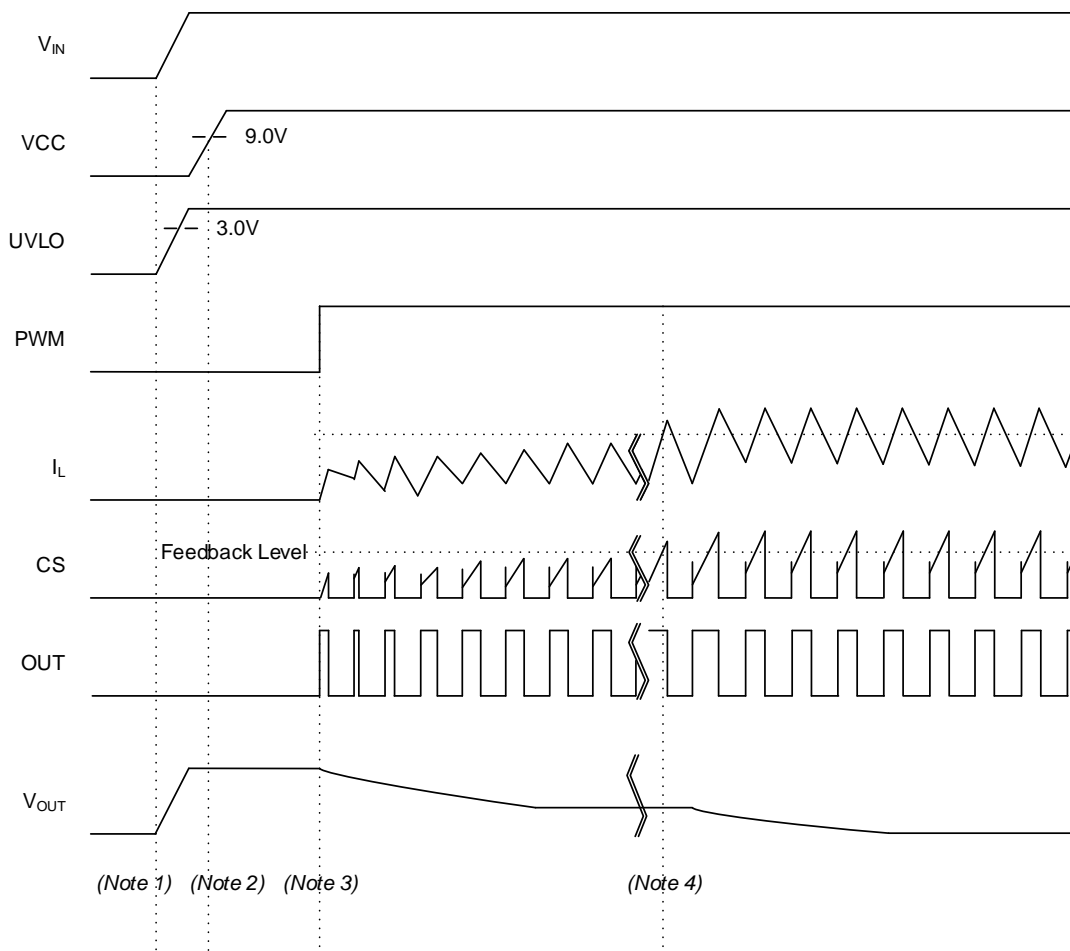 VIN
VCC
9.0V
UVLO
3.0V
PWM
IL
Feedback Level
CS
OUT
VOUT
(Note 1) (Note 2) (Note 3) (Note 4)